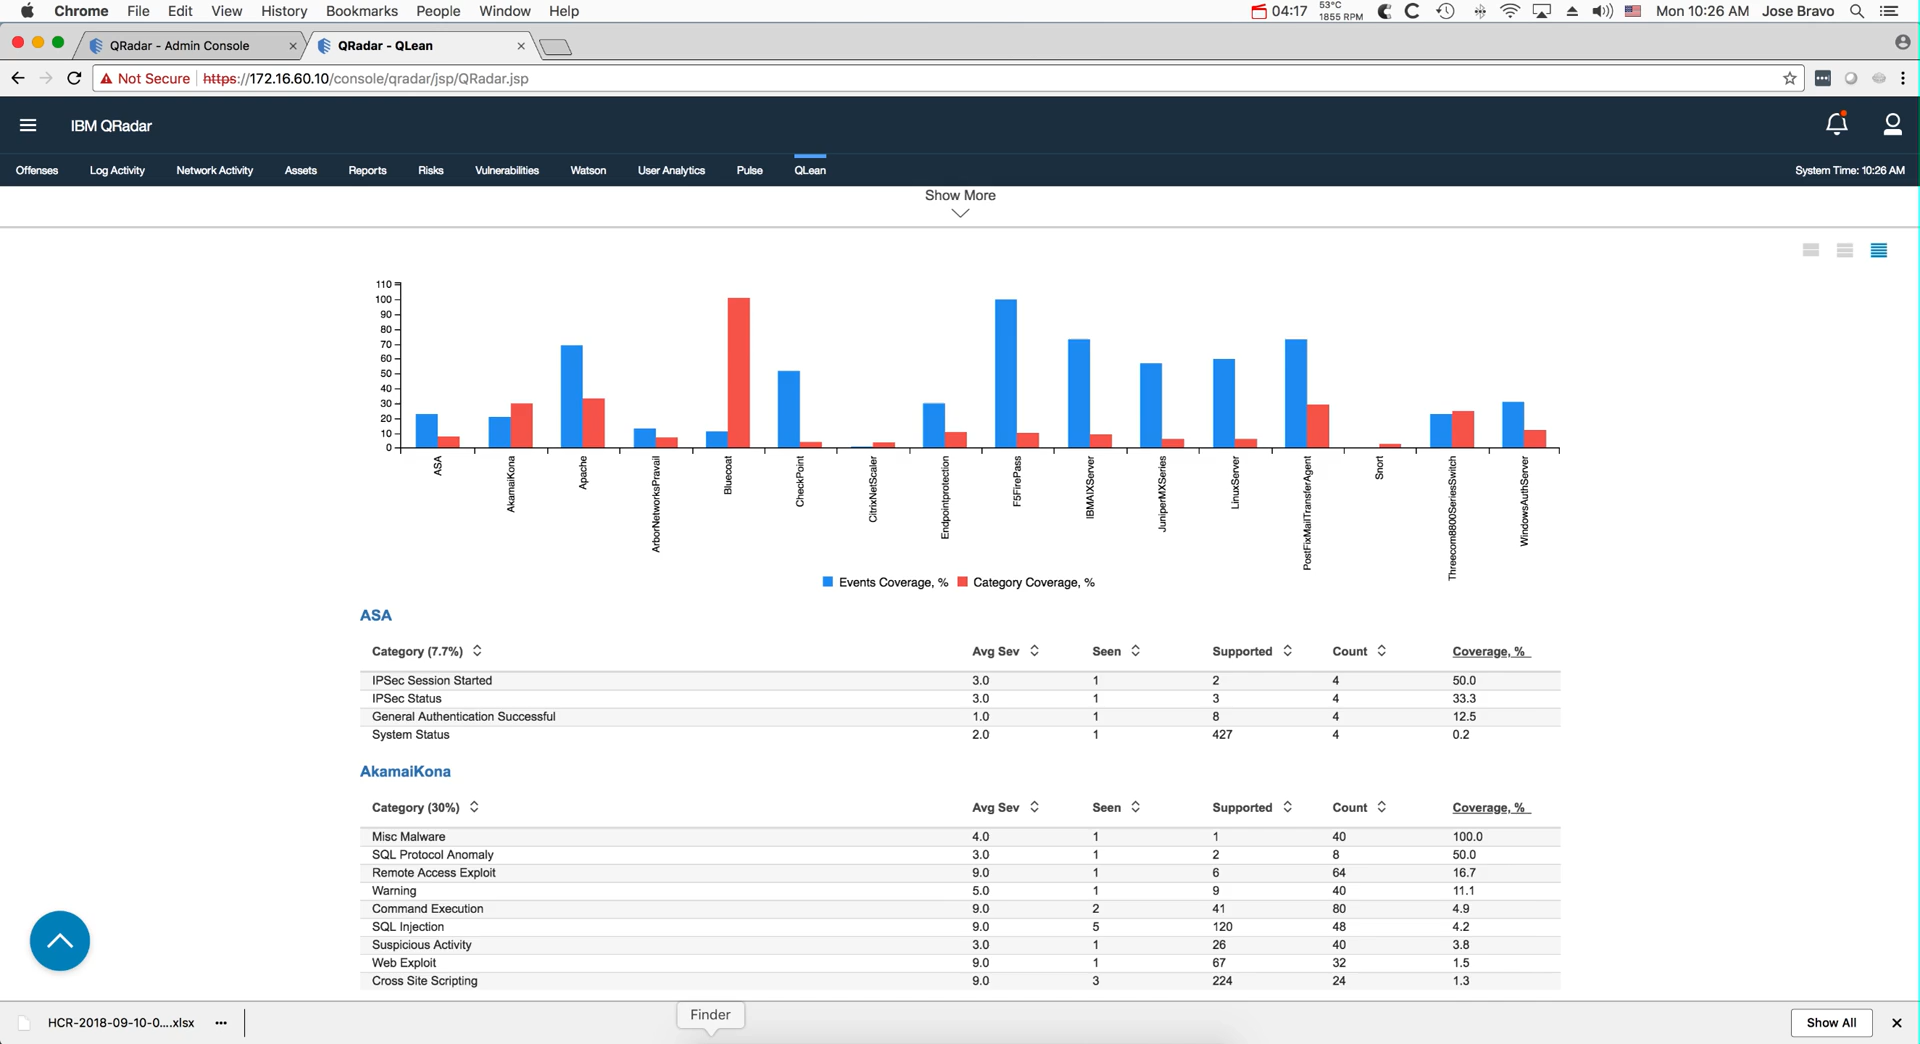 Chrome File Edit View History Bookmarks People Window Help 04:17 53°C 1855 RPM Mon 10:26 AM Jose Bravo
QRadar - Admin Console QRadar - QLean
Not Secure https://172.16.60.10/console/qradar/jsp/QRadar.jsp
IBM QRadar
Offenses Log Activity Network Activity Assets Reports Risks Vulnerabilities Watson User Analytics Pulse QLean System Time: 10:26 AM
Show More
110
100
90
80
70
60
50
40
30
20
10
0
ASA AkamaiKona Apache ArborNetworksPravail Bluecoat CheckPoint CitrixNetScaler Endpointprotection F5FirePass IBMAIXServer JuniperMXSeries LinuxServer PostFixMailTransferAgent Snort Threecom8800SeriesSwitch WindowsAuthServer
Events Coverage, % Category Coverage, %
ASA
Category (7.7%) Avg Sev Seen Supported Count Coverage, %
IPSec Session Started 3.0 1 2 4 50.0
IPSec Status 3.0 1 3 4 33.3
General Authentication Successful 1.0 1 8 4 12.5
System Status 2.0 1 427 4 0.2
AkamaiKona
Category (30%) Avg Sev Seen Supported Count Coverage, %
Misc Malware 4.0 1 1 40 100.0
SQL Protocol Anomaly 3.0 1 2 8 50.0
Remote Access Exploit 9.0 1 6 64 16.7
Warning 5.0 1 9 40 11.1
Command Execution 9.0 2 41 80 4.9
SQL Injection 9.0 5 120 48 4.2
Suspicious Activity 3.0 1 26 40 3.8
Web Exploit 9.0 1 67 32 1.5
Cross Site Scripting 9.0 3 224 24 1.3
Finder
HCR-2018-09-10-0....xlsx Show All